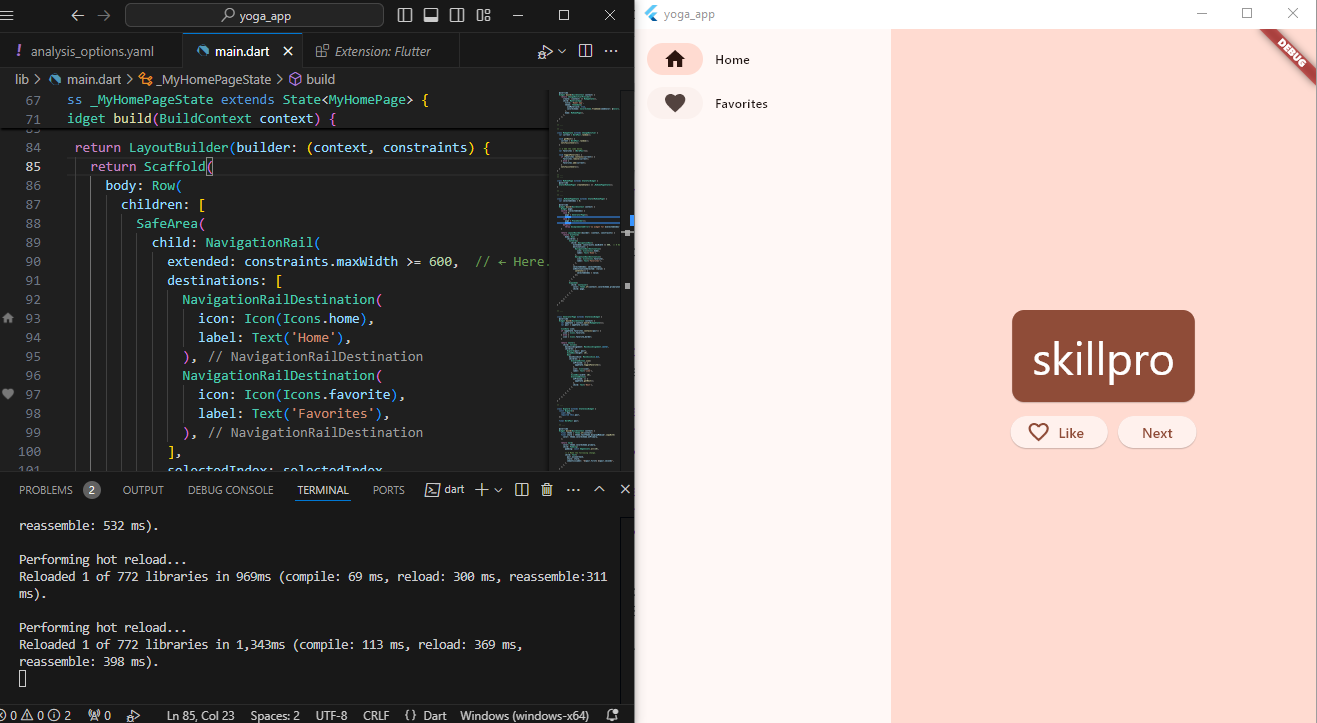 yoga_app
analysis_options.yaml
main.dart
Extension: Flutter
lib > main.dart > _MyHomePageState > build
67 ss _MyHomePageState extends State<MyHomePage> {
71 idget build(BuildContext context) {
84 return LayoutBuilder(builder: (context, constraints) {
85 return Scaffold(
86 body: Row(
87 children: [
88 SafeArea(
89 child: NavigationRail(
90 extended: constraints.maxWidth >= 600, // ← Here.
91 destinations: [
92 NavigationRailDestination(
93 icon: Icon(Icons.home),
94 label: Text('Home'),
95 ), // NavigationRailDestination
96 NavigationRailDestination(
97 icon: Icon(Icons.favorite),
98 label: Text('Favorites'),
99 ), // NavigationRailDestination
100 ],
101 selectedIndex: selectedIndex
PROBLEMS 2 OUTPUT DEBUG CONSOLE TERMINAL PORTS dart
reassemble: 532 ms).
Performing hot reload...
Reloaded 1 of 772 libraries in 969ms (compile: 69 ms, reload: 300 ms, reassemble:311
ms).
Performing hot reload...
Reloaded 1 of 772 libraries in 1,343ms (compile: 113 ms, reload: 369 ms,
reassemble: 398 ms).
0 0 2 0 Ln 85, Col 23 Spaces: 2 UTF-8 CRLF {} Dart Windows (windows-x64)
yoga_app
DEBUG
Home
Favorites
skillpro
Like
Next